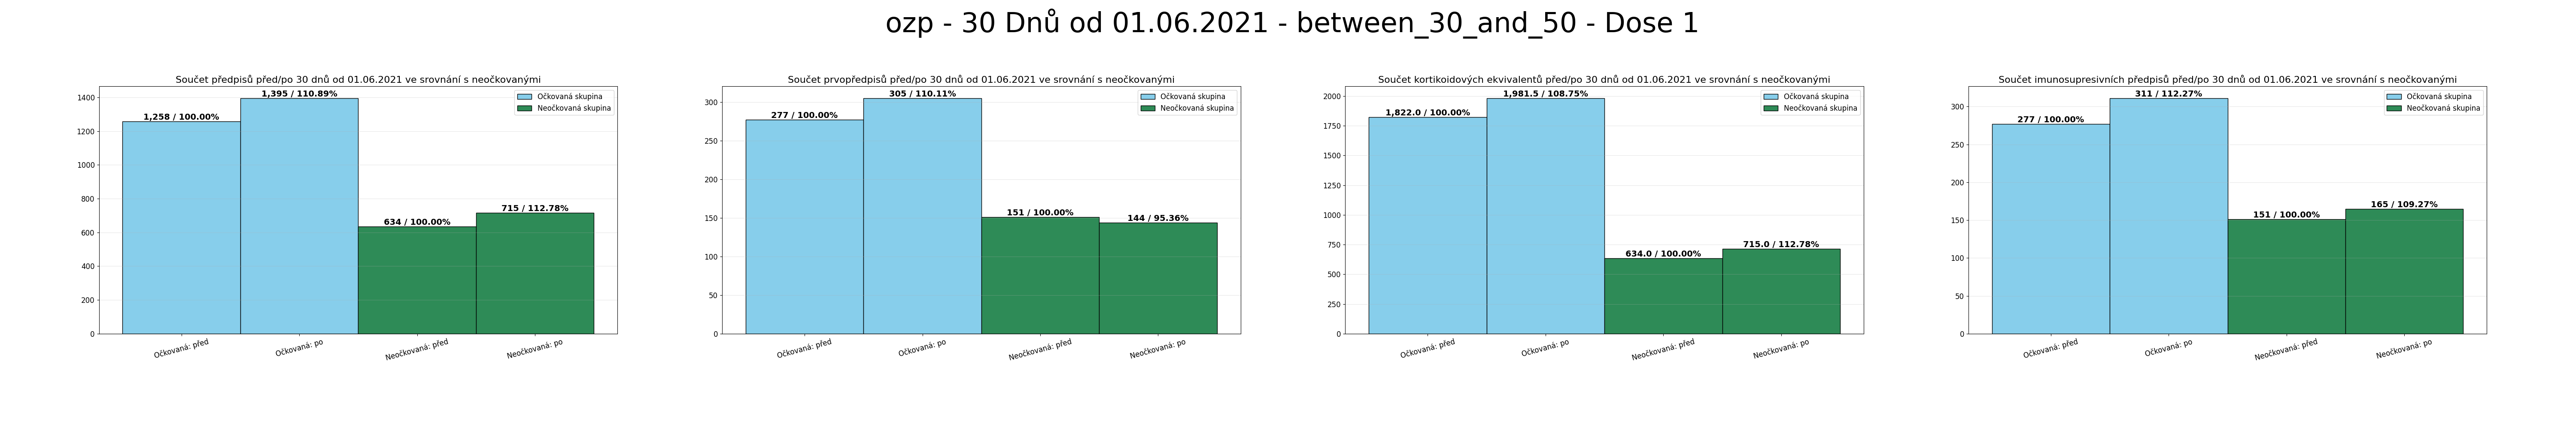 ozp - 30 Dnů od 01.06.2021 - between_30_and_50 - Dose 1
Součet předpisů před/po 30 dnů od 01.06.2021 ve srovnání s neočkovanými
1400
1200
1000
800
600
400
200
0
1,258 / 100.00%
1,395 / 110.89%
634 / 100.00%
715 / 112.78%
Očkovaná skupina
Neočkovaná skupina
Očkovaná: před
Očkovaná: po
Neočkovaná: před
Neočkovaná: po
Součet prvopředpisů před/po 30 dnů od 01.06.2021 ve srovnání s neočkovanými
300
250
200
150
100
50
0
277 / 100.00%
305 / 110.11%
151 / 100.00%
144 / 95.36%
Očkovaná skupina
Neočkovaná skupina
Očkovaná: před
Očkovaná: po
Neočkovaná: před
Neočkovaná: po
Součet kortikoidových ekvivalentů před/po 30 dnů od 01.06.2021 ve srovnání s neočkovanými
2000
1750
1500
1250
1000
750
500
250
0
1,822.0 / 100.00%
1,981.5 / 108.75%
634.0 / 100.00%
715.0 / 112.78%
Očkovaná skupina
Neočkovaná skupina
Očkovaná: před
Očkovaná: po
Neočkovaná: před
Neočkovaná: po
Součet imunosupresivních předpisů před/po 30 dnů od 01.06.2021 ve srovnání s neočkovanými
300
250
200
150
100
50
0
277 / 100.00%
311 / 112.27%
151 / 100.00%
165 / 109.27%
Očkovaná skupina
Neočkovaná skupina
Očkovaná: před
Očkovaná: po
Neočkovaná: před
Neočkovaná: po